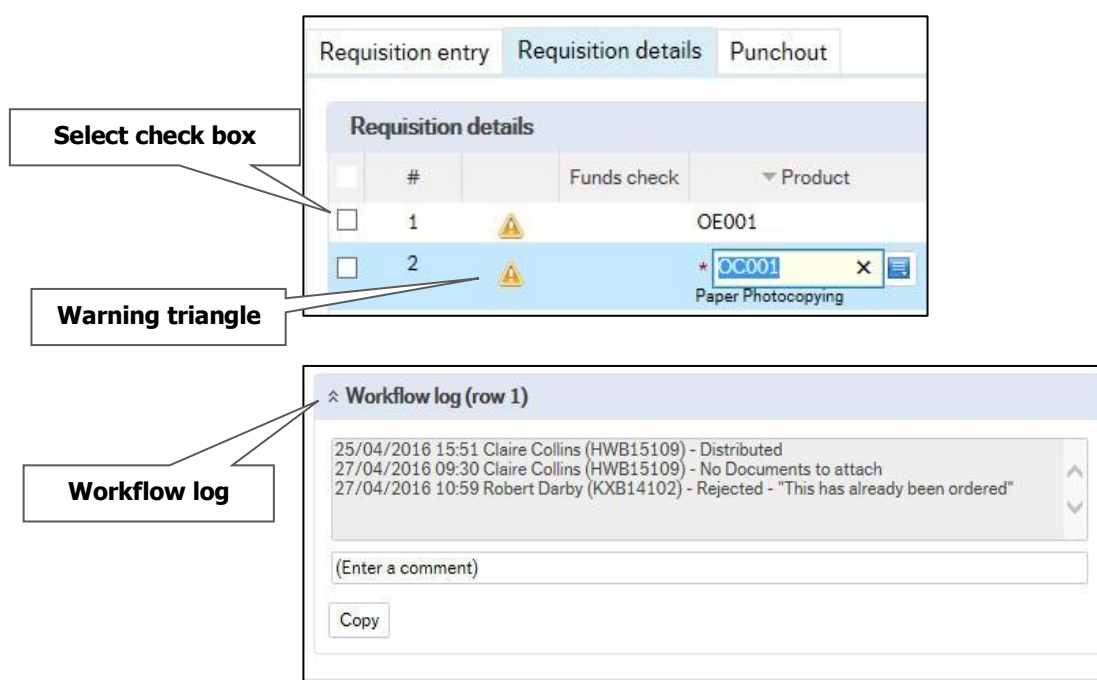 Requisition entry Requisition details Punchout
Select check box
Requisition details
# Funds check Product
1 OE001
2 * OC001
Paper Photocopying
Warning triangle
Workflow log (row 1)
25/04/2016 15:51 Claire Collins (HWB15109) - Distributed
27/04/2016 09:30 Claire Collins (HWB15109) - No Documents to attach
27/04/2016 10:59 Robert Darby (KXB14102) - Rejected - "This has already been ordered"
Workflow log
(Enter a comment)
Copy